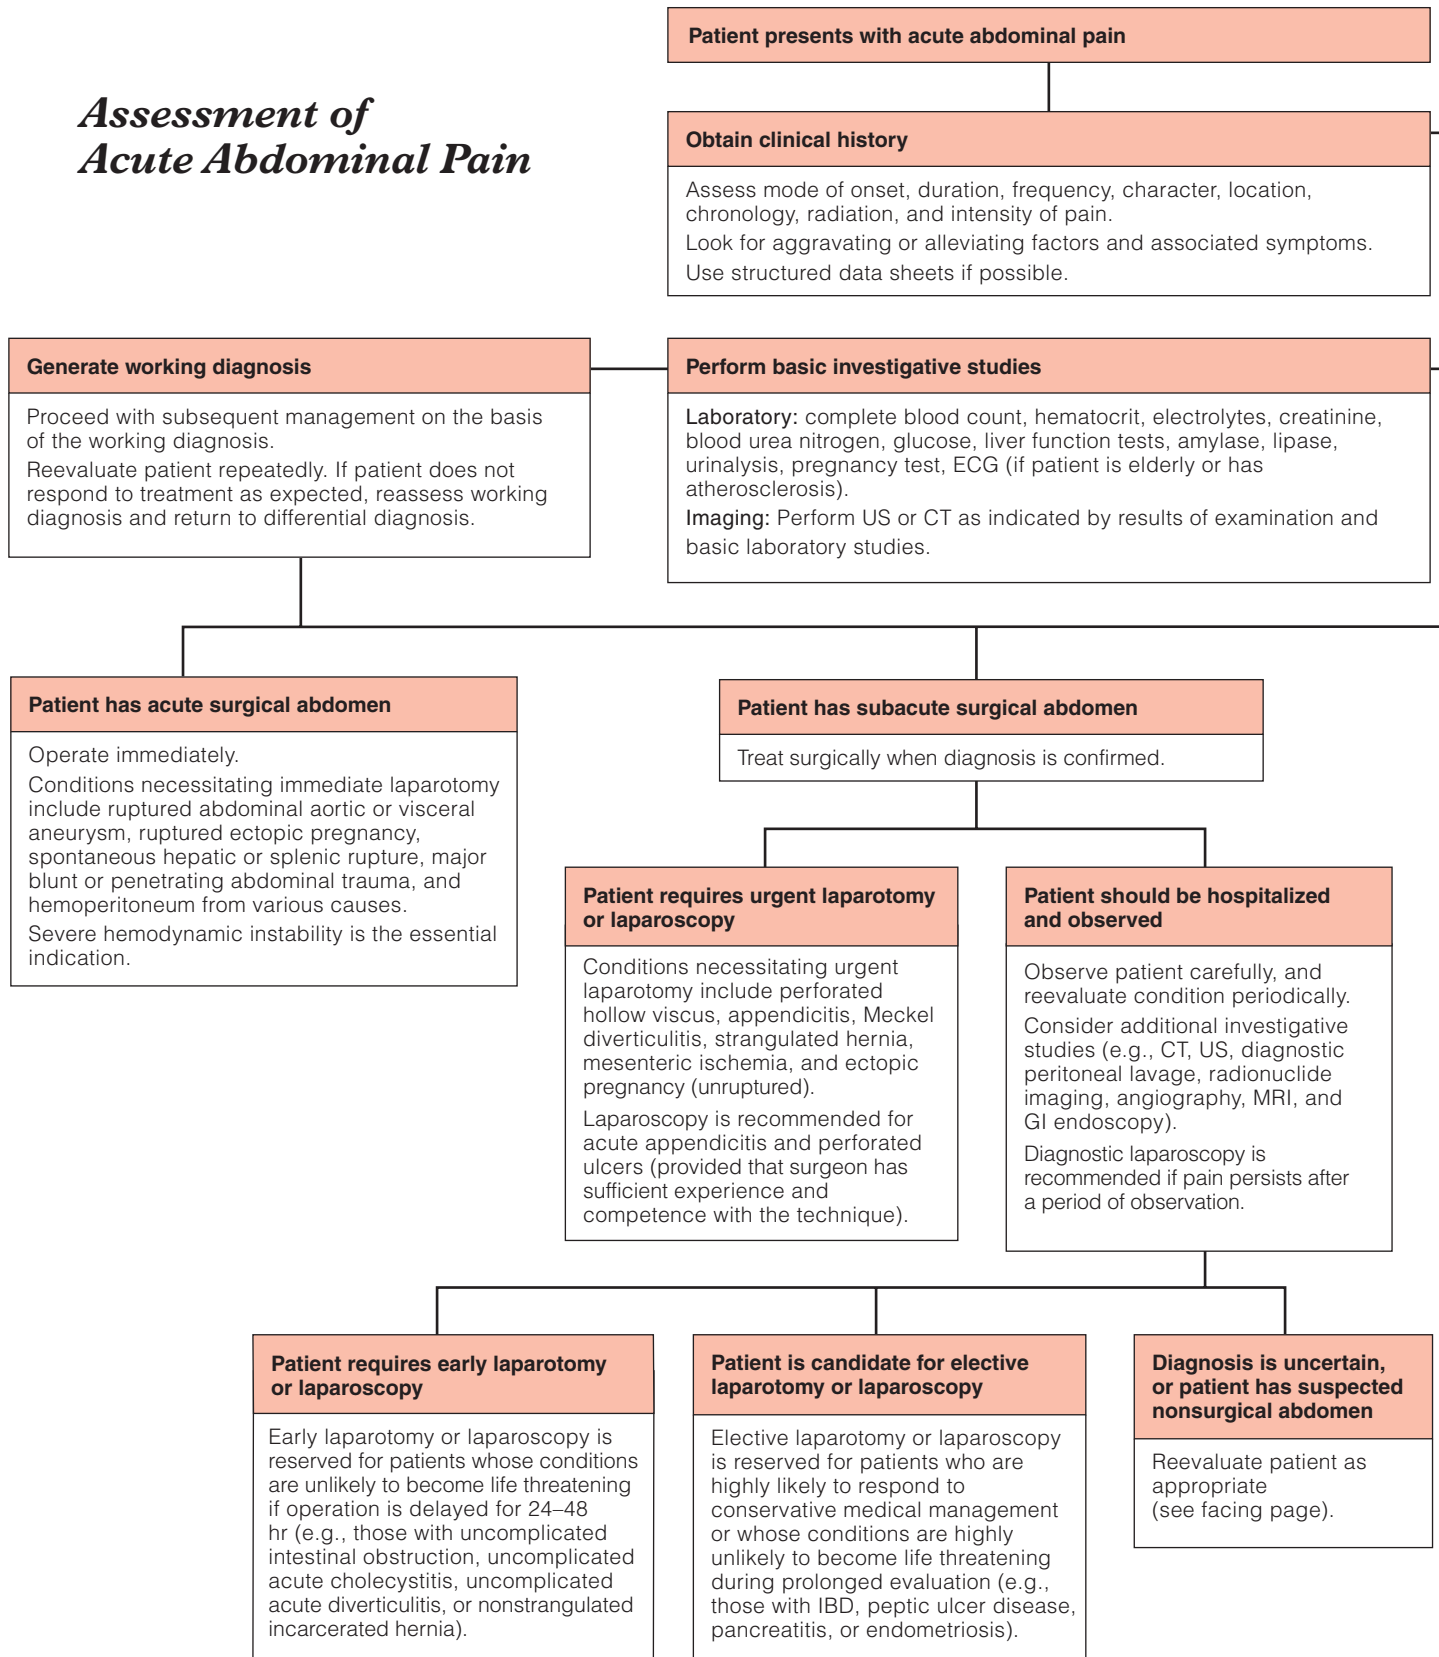 Assessment of
Acute Abdominal Pain
Patient presents with acute abdominal pain
Obtain clinical history
Assess mode of onset, duration, frequency, character, location,
chronology, radiation, and intensity of pain.
Look for aggravating or alleviating factors and associated symptoms.
Use structured data sheets if possible.
Generate working diagnosis
Proceed with subsequent management on the basis
of the working diagnosis.
Reevaluate patient repeatedly. If patient does not
respond to treatment as expected, reassess working
diagnosis and return to differential diagnosis.
Perform basic investigative studies
Laboratory: complete blood count, hematocrit, electrolytes, creatinine,
blood urea nitrogen, glucose, liver function tests, amylase, lipase,
urinalysis, pregnancy test, ECG (if patient is elderly or has
atherosclerosis).
Imaging: Perform US or CT as indicated by results of examination and
basic laboratory studies.
Patient has acute surgical abdomen
Operate immediately.
Conditions necessitating immediate laparotomy
include ruptured abdominal aortic or visceral
aneurysm, ruptured ectopic pregnancy,
spontaneous hepatic or splenic rupture, major
blunt or penetrating abdominal trauma, and
hemoperitoneum from various causes.
Severe hemodynamic instability is the essential
indication.
Patient has subacute surgical abdomen
Treat surgically when diagnosis is confirmed.
Patient requires urgent laparotomy
or laparoscopy
Conditions necessitating urgent
laparotomy include perforated
hollow viscus, appendicitis, Meckel
diverticulitis, strangulated hernia,
mesenteric ischemia, and ectopic
pregnancy (unruptured).
Laparoscopy is recommended for
acute appendicitis and perforated
ulcers (provided that surgeon has
sufficient experience and
competence with the technique).
Patient should be hospitalized
and observed
Observe patient carefully, and
reevaluate condition periodically.
Consider additional investigative
studies (e.g., CT, US, diagnostic
peritoneal lavage, radionuclide
imaging, angiography, MRI, and
GI endoscopy).
Diagnostic laparoscopy is
recommended if pain persists after
a period of observation.
Patient requires early laparotomy
or laparoscopy
Early laparotomy or laparoscopy is
reserved for patients whose conditions
are unlikely to become life threatening
if operation is delayed for 24–48
hr (e.g., those with uncomplicated
intestinal obstruction, uncomplicated
acute cholecystitis, uncomplicated
acute diverticulitis, or nonstrangulated
incarcerated hernia).
Patient is candidate for elective
laparotomy or laparoscopy
Elective laparotomy or laparoscopy
is reserved for patients who are
highly likely to respond to
conservative medical management
or whose conditions are highly
unlikely to become life threatening
during prolonged evaluation (e.g.,
those with IBD, peptic ulcer disease,
pancreatitis, or endometriosis).
Diagnosis is uncertain,
or patient has suspected
nonsurgical abdomen
Reevaluate patient as
appropriate
(see facing page).